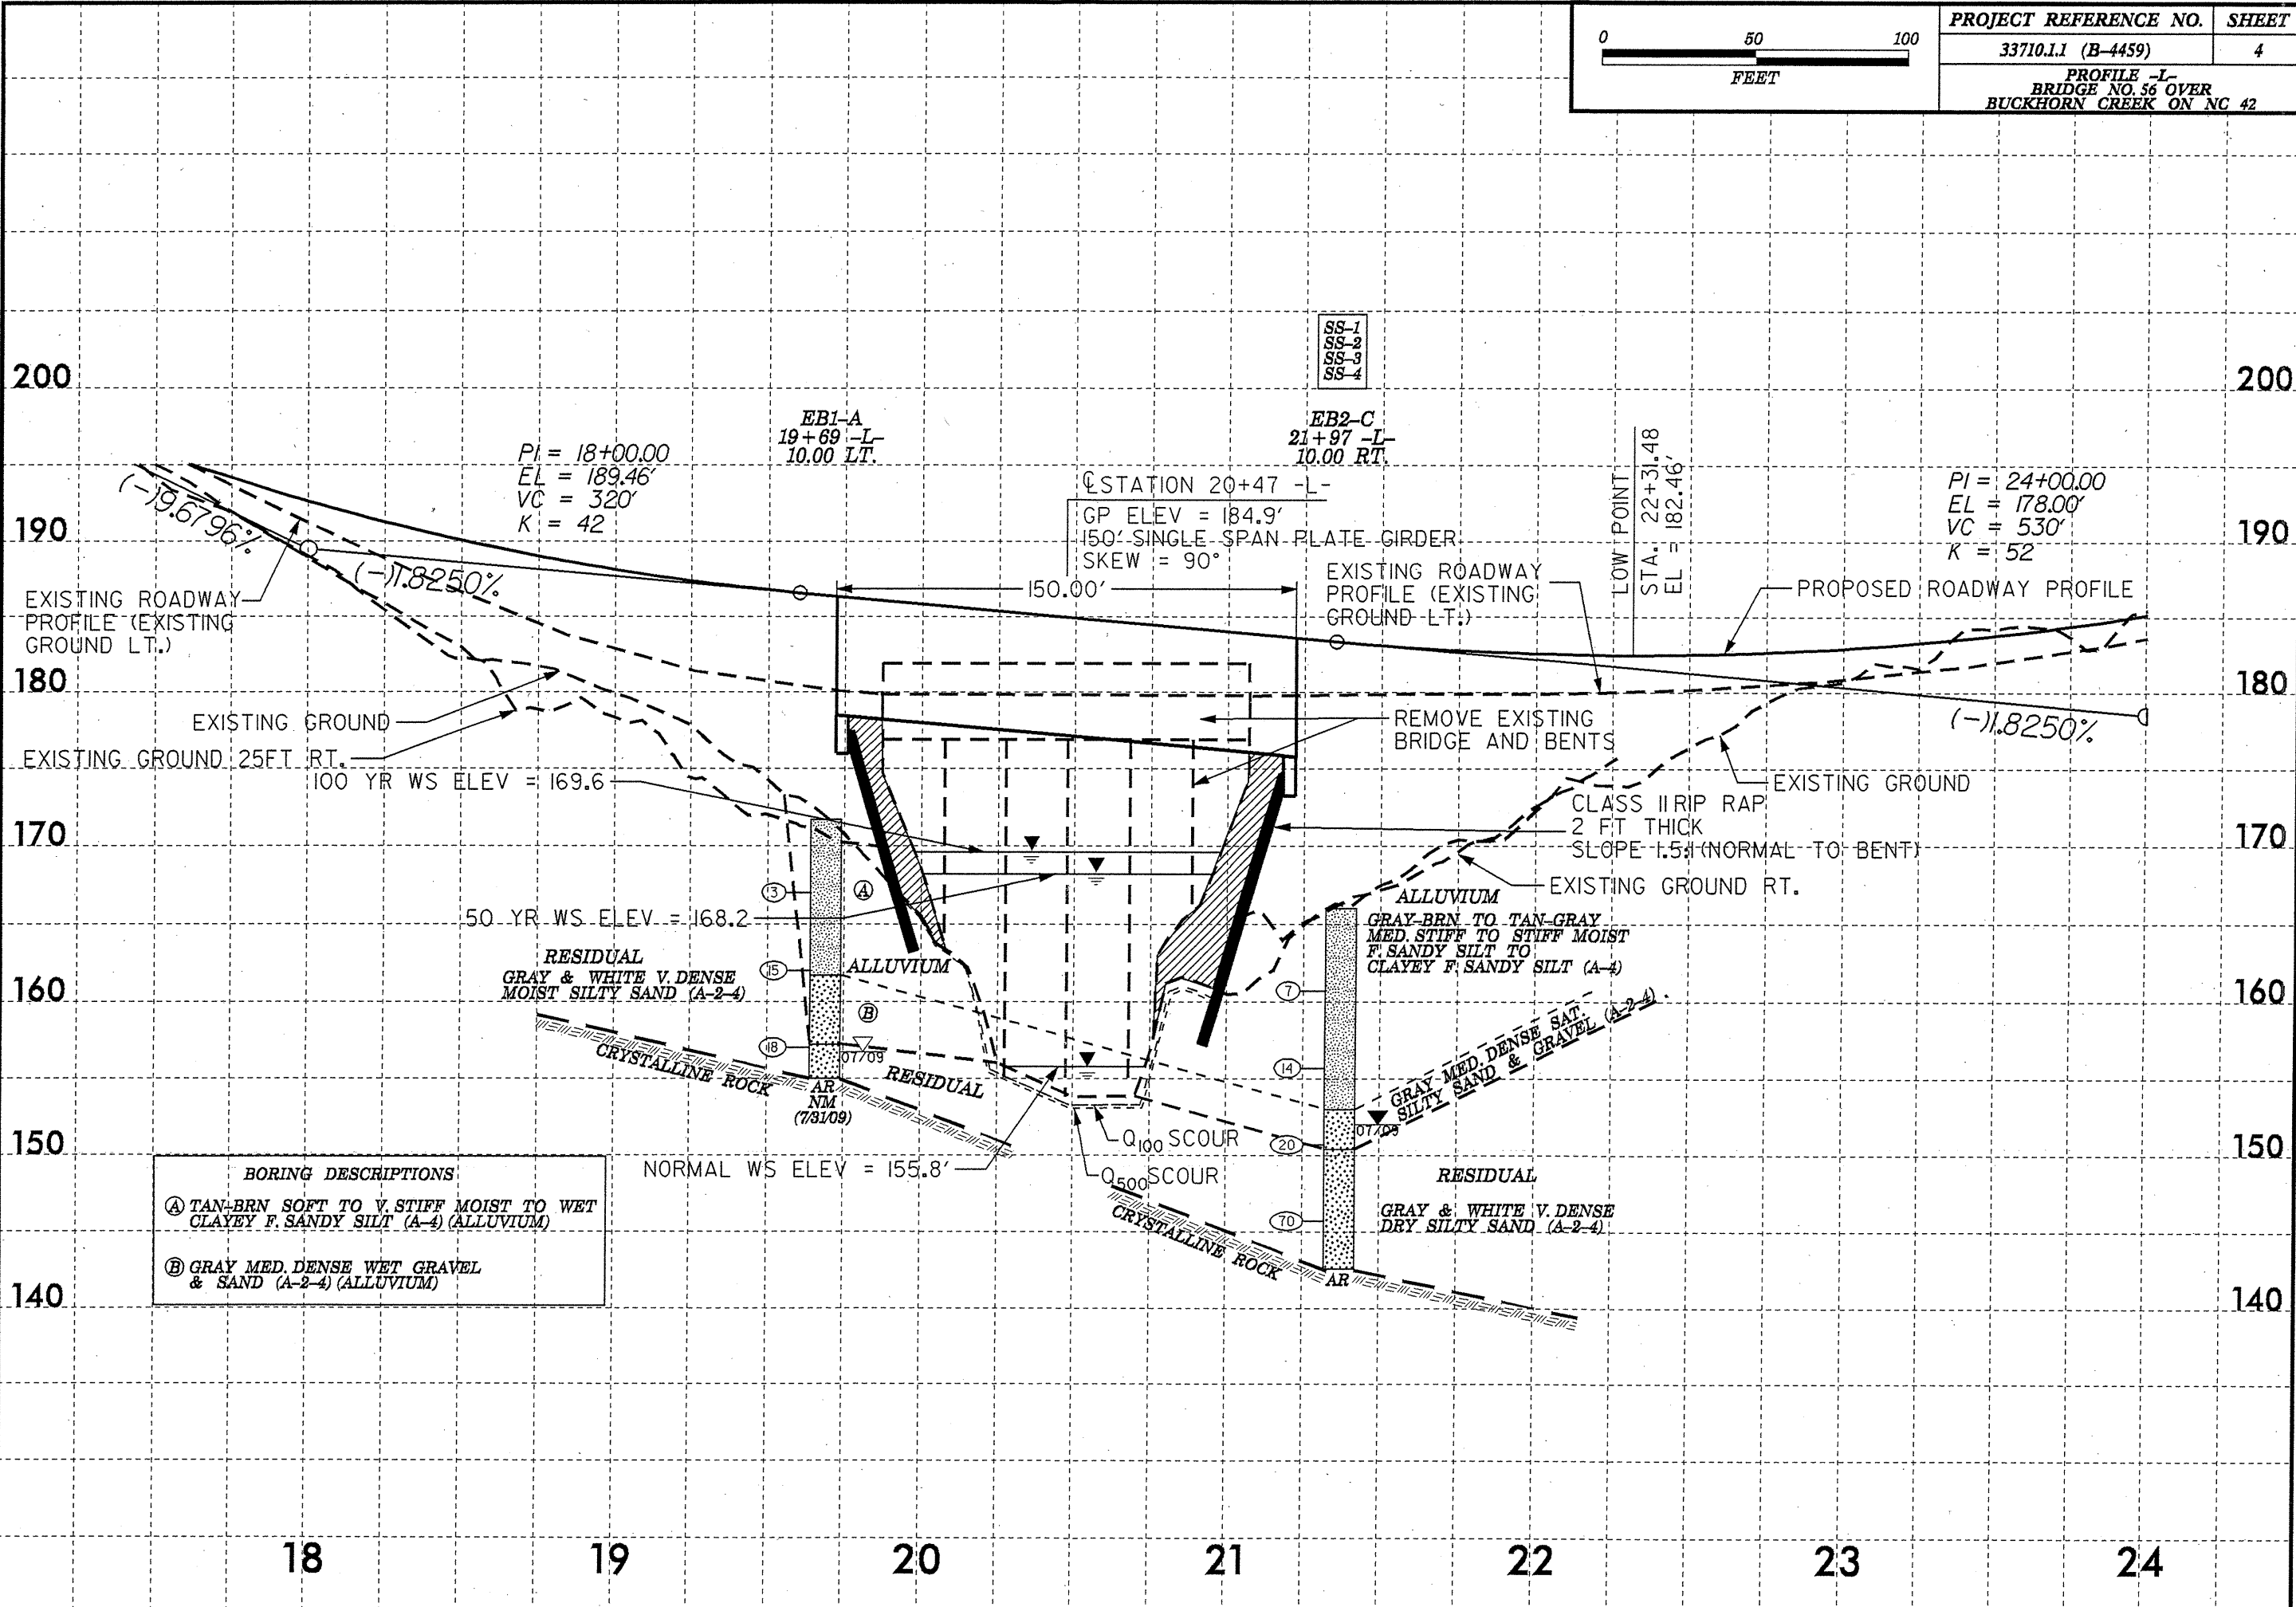 0 50 100
FEET
PROJECT REFERENCE NO. SHEET
33710.1.1 (B-4459) 4
PROFILE -L-
BRIDGE NO. 56 OVER
BUCKHORN CREEK ON NC 42
SS-1
SS-2
SS-3
SS-4
200
200
EB1-A
19+69 -L-
10.00 LT.
EB2-C
21+97 -L-
10.00 RT.
PI = 18+00.00
EL = 189.46'
VC = 320'
K = 42
℄ STATION 20+47 -L-
GP ELEV = 184.9'
150' SINGLE SPAN PLATE GIRDER
SKEW = 90°
150.00'
LOW POINT
STA. 22+31.48
EL = 182.46'
PI = 24+00.00
EL = 178.00'
VC = 530'
K = 52
190
190
(-)9.6796%
(-)1.8250%
EXISTING ROADWAY
PROFILE (EXISTING
GROUND LT.)
EXISTING ROADWAY
PROFILE (EXISTING
GROUND LT.)
PROPOSED ROADWAY PROFILE
180
180
EXISTING GROUND
EXISTING GROUND 25FT RT.
REMOVE EXISTING
BRIDGE AND BENTS
(-)1.8250%
100 YR WS ELEV = 169.6
EXISTING GROUND
CLASS II RIP RAP
2 FT THICK
SLOPE 1.5:1 (NORMAL TO BENT)
170
170
EXISTING GROUND RT.
13
A
50 YR WS ELEV = 168.2
ALLUVIUM
GRAY-BRN TO TAN-GRAY
MED. STIFF TO STIFF MOIST
F. SANDY SILT TO
CLAYEY F. SANDY SILT (A-4)
RESIDUAL
GRAY & WHITE V. DENSE
MOIST SILTY SAND (A-2-4)
15
ALLUVIUM
160
160
7
B
18
07/09
CRYSTALLINE ROCK
RESIDUAL
AR
NM
(7/31/09)
14
GRAY MED. DENSE SAT.
SILTY SAND & GRAVEL (A-2-4)
07/09
150
150
20
Q100 SCOUR
Q500 SCOUR
NORMAL WS ELEV = 155.8'
RESIDUAL
GRAY & WHITE V. DENSE
DRY SILTY SAND (A-2-4)
70
CRYSTALLINE ROCK
AR
BORING DESCRIPTIONS
A TAN-BRN SOFT TO V. STIFF MOIST TO WET
CLAYEY F. SANDY SILT (A-4) (ALLUVIUM)
B GRAY MED. DENSE WET GRAVEL
& SAND (A-2-4) (ALLUVIUM)
140
140
18 19 20 21 22 23 24